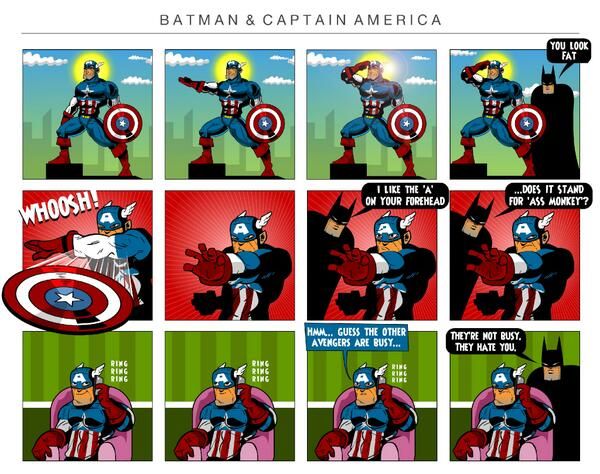 BATMAN & CAPTAIN AMERICA
YOU LOOK
FAT
WHOOSH!
A
A
I LIKE THE 'A'
ON YOUR FOREHEAD
A
...DOES IT STAND
FOR 'ASS MONKEY'?
A
A
RING
RING
RING
A
RING
RING
RING
HMM... GUESS THE OTHER
AVENGERS ARE BUSY...
A
RING
RING
RING
THEY'RE NOT BUSY,
THEY HATE YOU.
A